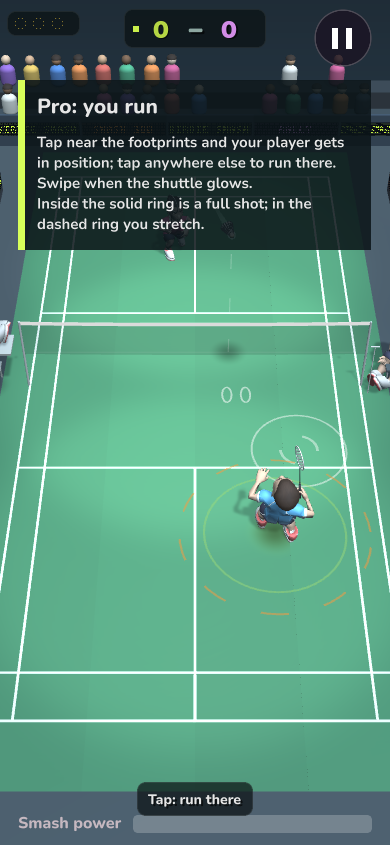 0 – 0
Pro: you run
Tap near the footprints and your player gets
in position; tap anywhere else to run there.
Swipe when the shuttle glows.
Inside the solid ring is a full shot; in the
dashed ring you stretch.
Tap: run there
Smash power